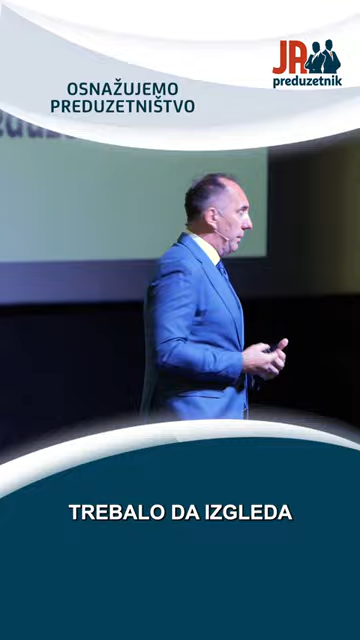 JA
preduzetnik
OSNAŽUJEMO
PREDUZETNIŠTVO
TREBALO DA IZGLEDA